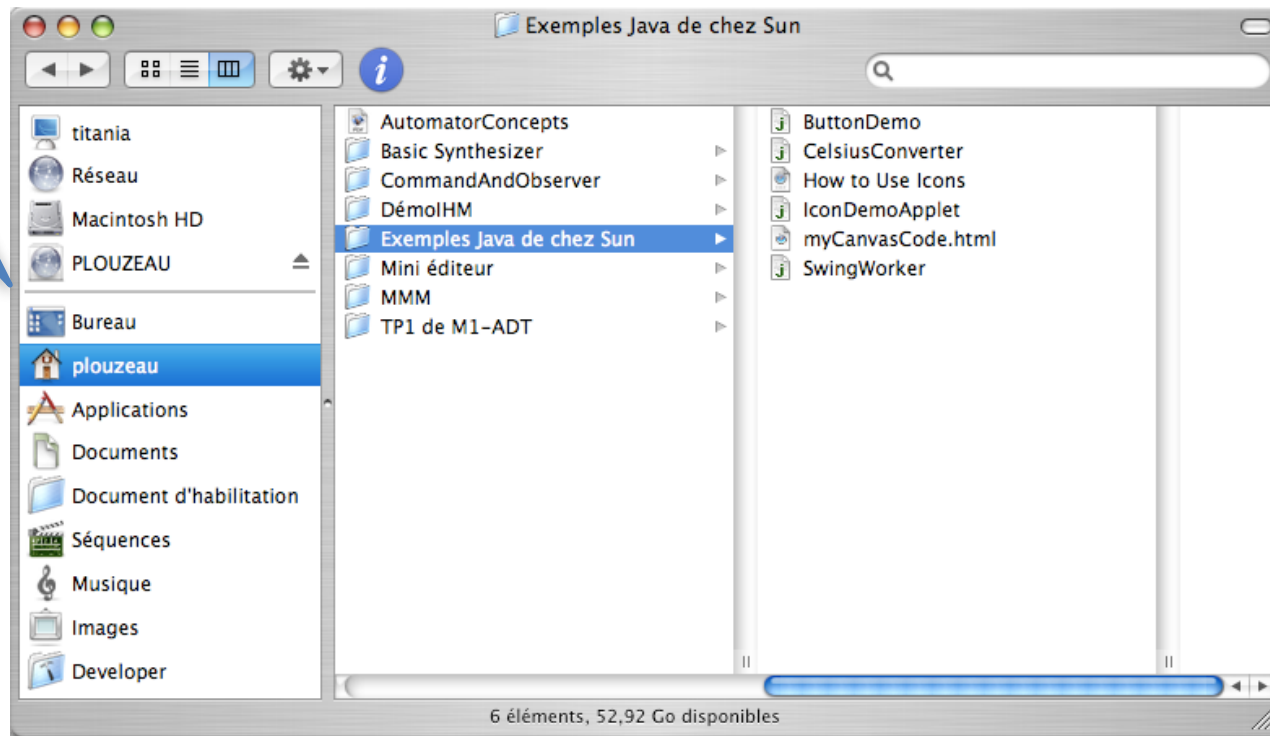 Exemples Java de chez Sun
titania
Réseau
Macintosh HD
PLOUZEAU
Bureau
plouzeau
Applications
Documents
Document d'habilitation
Séquences
Musique
Images
Developer
AutomatorConcepts
Basic Synthesizer
CommandAndObserver
DémoIHM
Exemples Java de chez Sun
Mini éditeur
MMM
TP1 de M1-ADT
ButtonDemo
CelsiusConverter
How to Use Icons
IconDemoApplet
myCanvasCode.html
SwingWorker
6 éléments, 52,92 Go disponibles